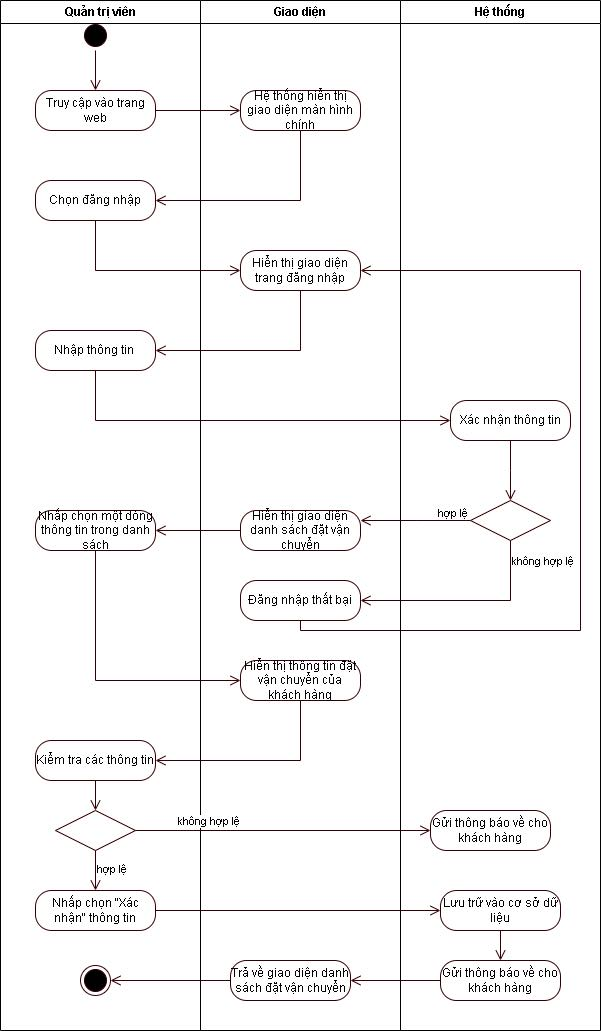 Quản trị viên
Giao diện
Hệ thống
Truy cập vào trang
web
Hệ thống hiển thị
giao diện màn hình
chính
Chọn đăng nhập
Hiển thị giao diện
trang đăng nhập
Nhập thông tin
Xác nhận thông tin
hợp lệ
Nhấp chọn một dòng
thông tin trong danh
sách
Hiển thị giao diện
danh sách đặt vận
chuyển
không hợp lệ
Đăng nhập thất bại
Hiển thị thông tin đặt
vận chuyển của
khách hàng
Kiểm tra các thông tin
không hợp lệ
Gửi thông báo về cho
khách hàng
hợp lệ
Nhấp chọn "Xác
nhận" thông tin
Lưu trữ vào cơ sở dữ
liệu
Trả về giao diện danh
sách đặt vận chuyển
Gửi thông báo về cho
khách hàng